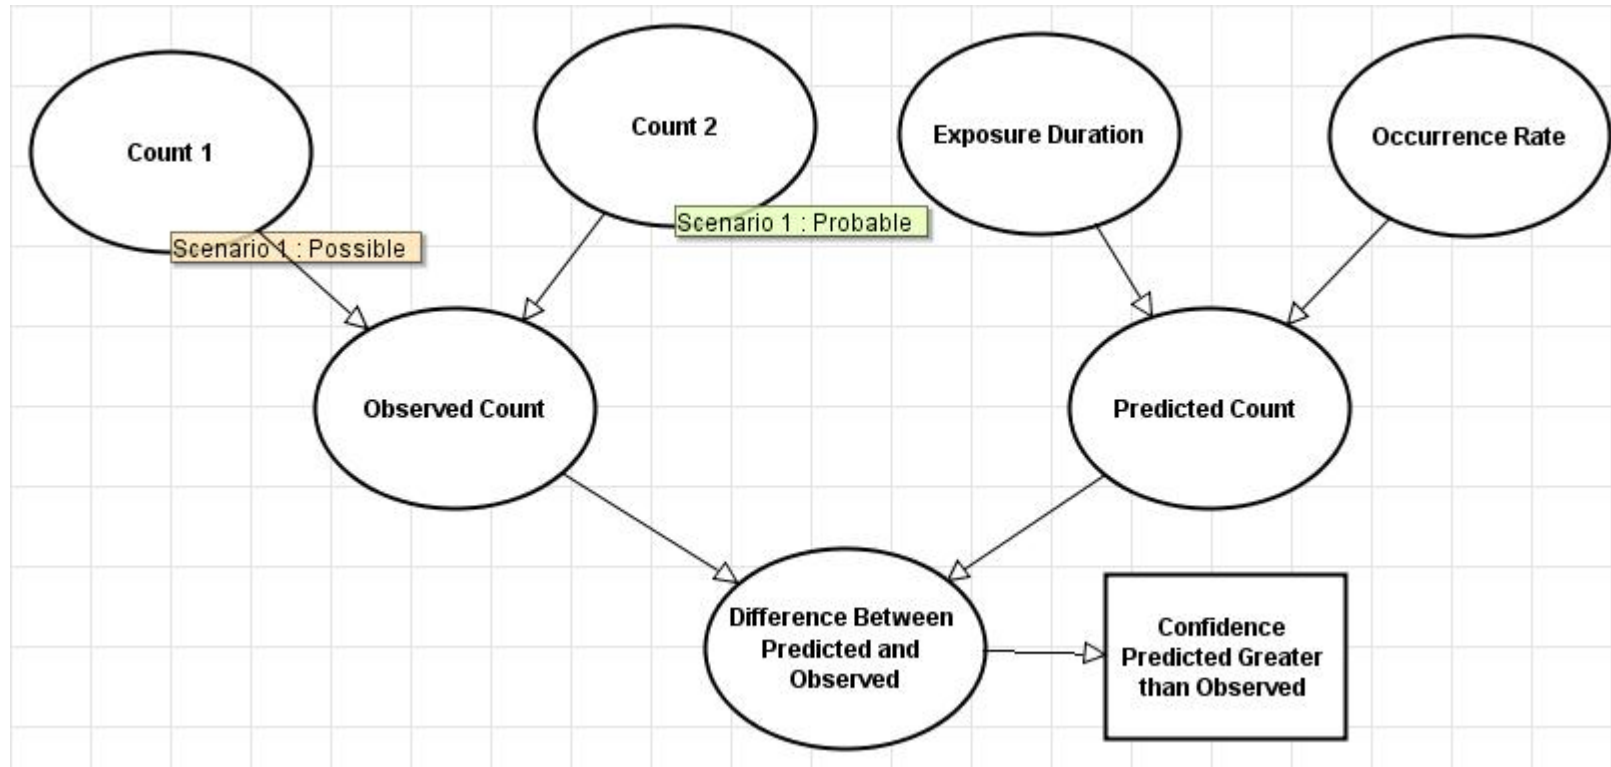 Count 1
Count 2
Exposure Duration
Occurrence Rate
Scenario 1 : Possible
Scenario 1 : Probable
Observed Count
Predicted Count
Difference Between
Predicted and
Observed
Confidence
Predicted Greater
than Observed